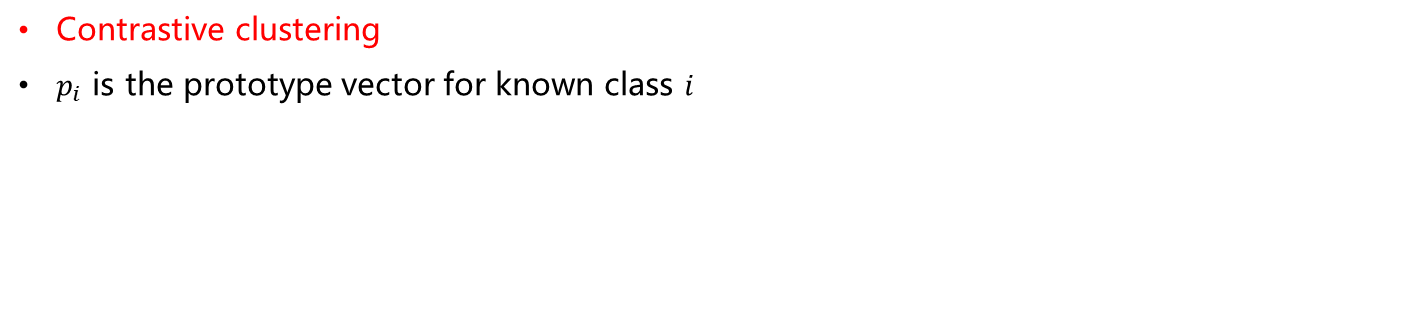 • Contrastive clustering
• 𝑝𝑖 is the prototype vector for known class 𝑖